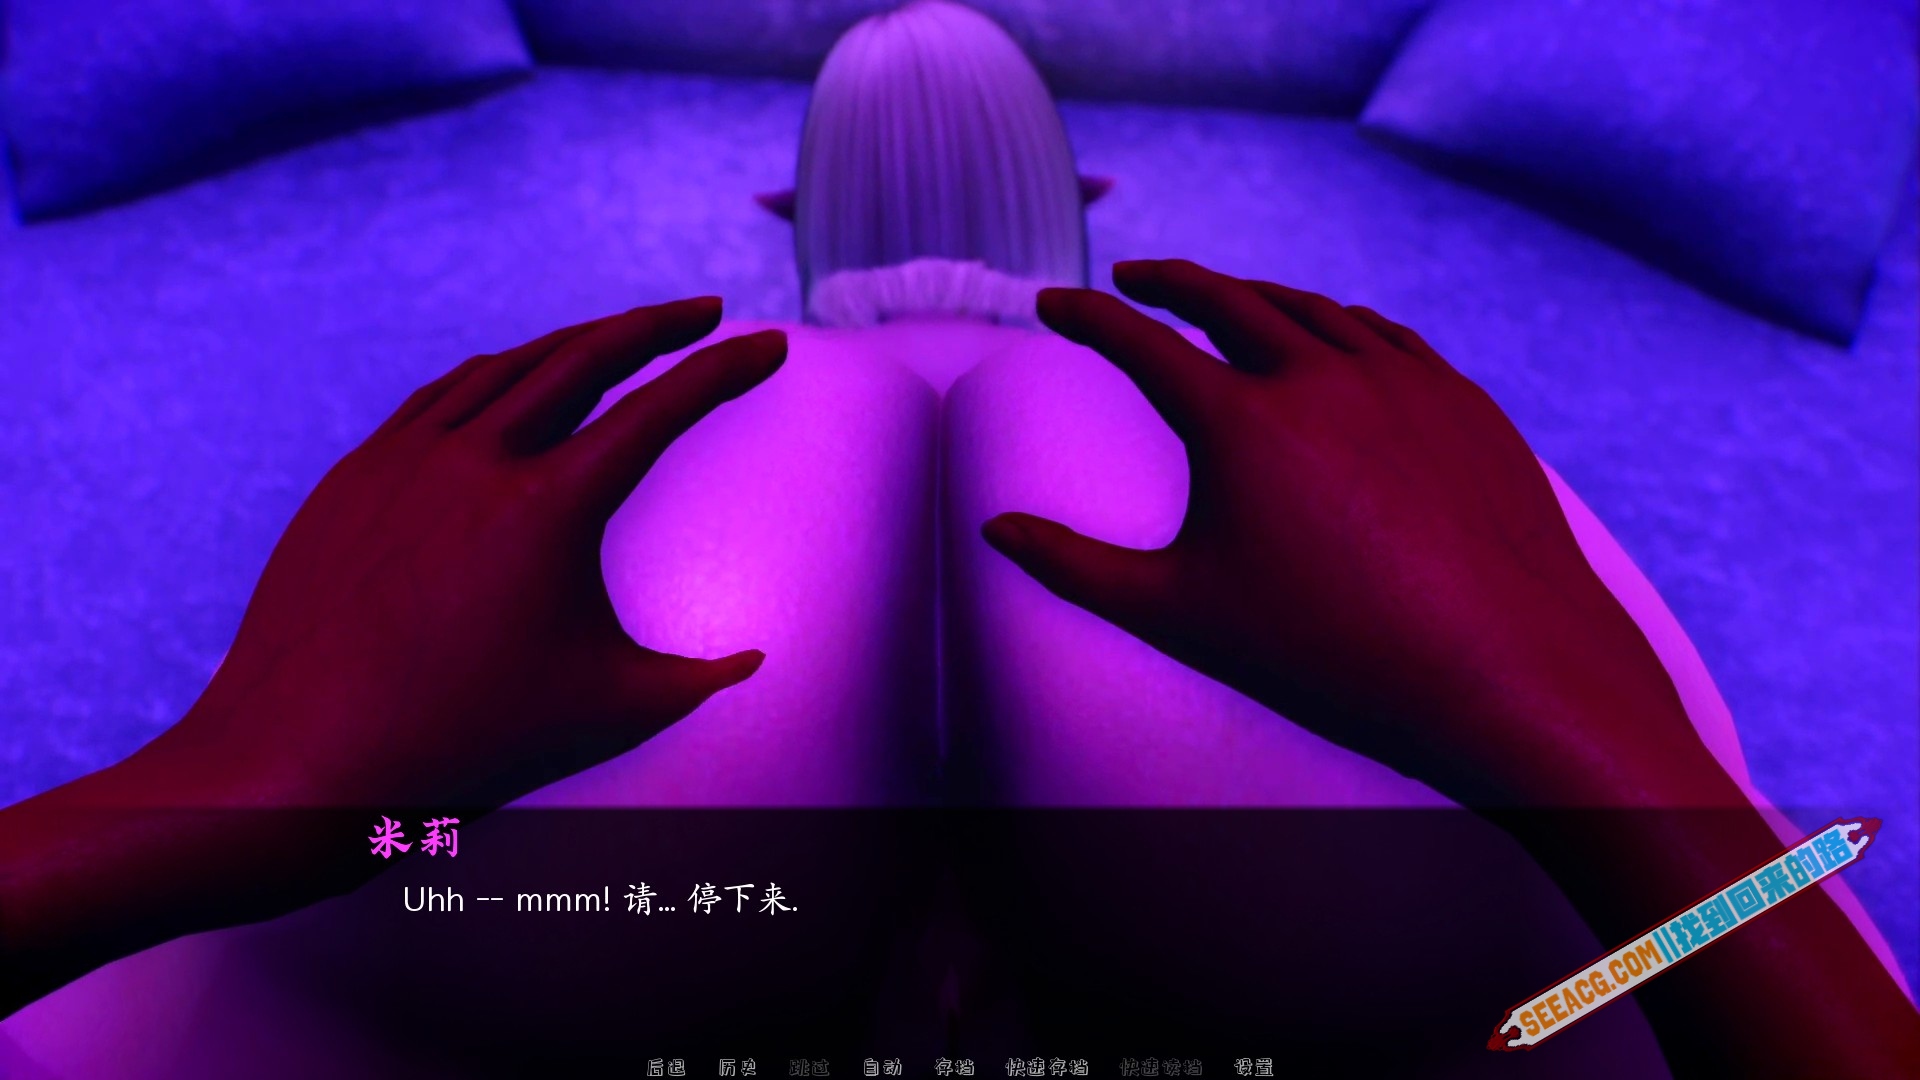 米莉
Uhh -- mmm! 请... 停下来.
SEEACG.COM||找到回来的路
后退 历史 跳过 自动 存档 快速存档 快速读档 设置